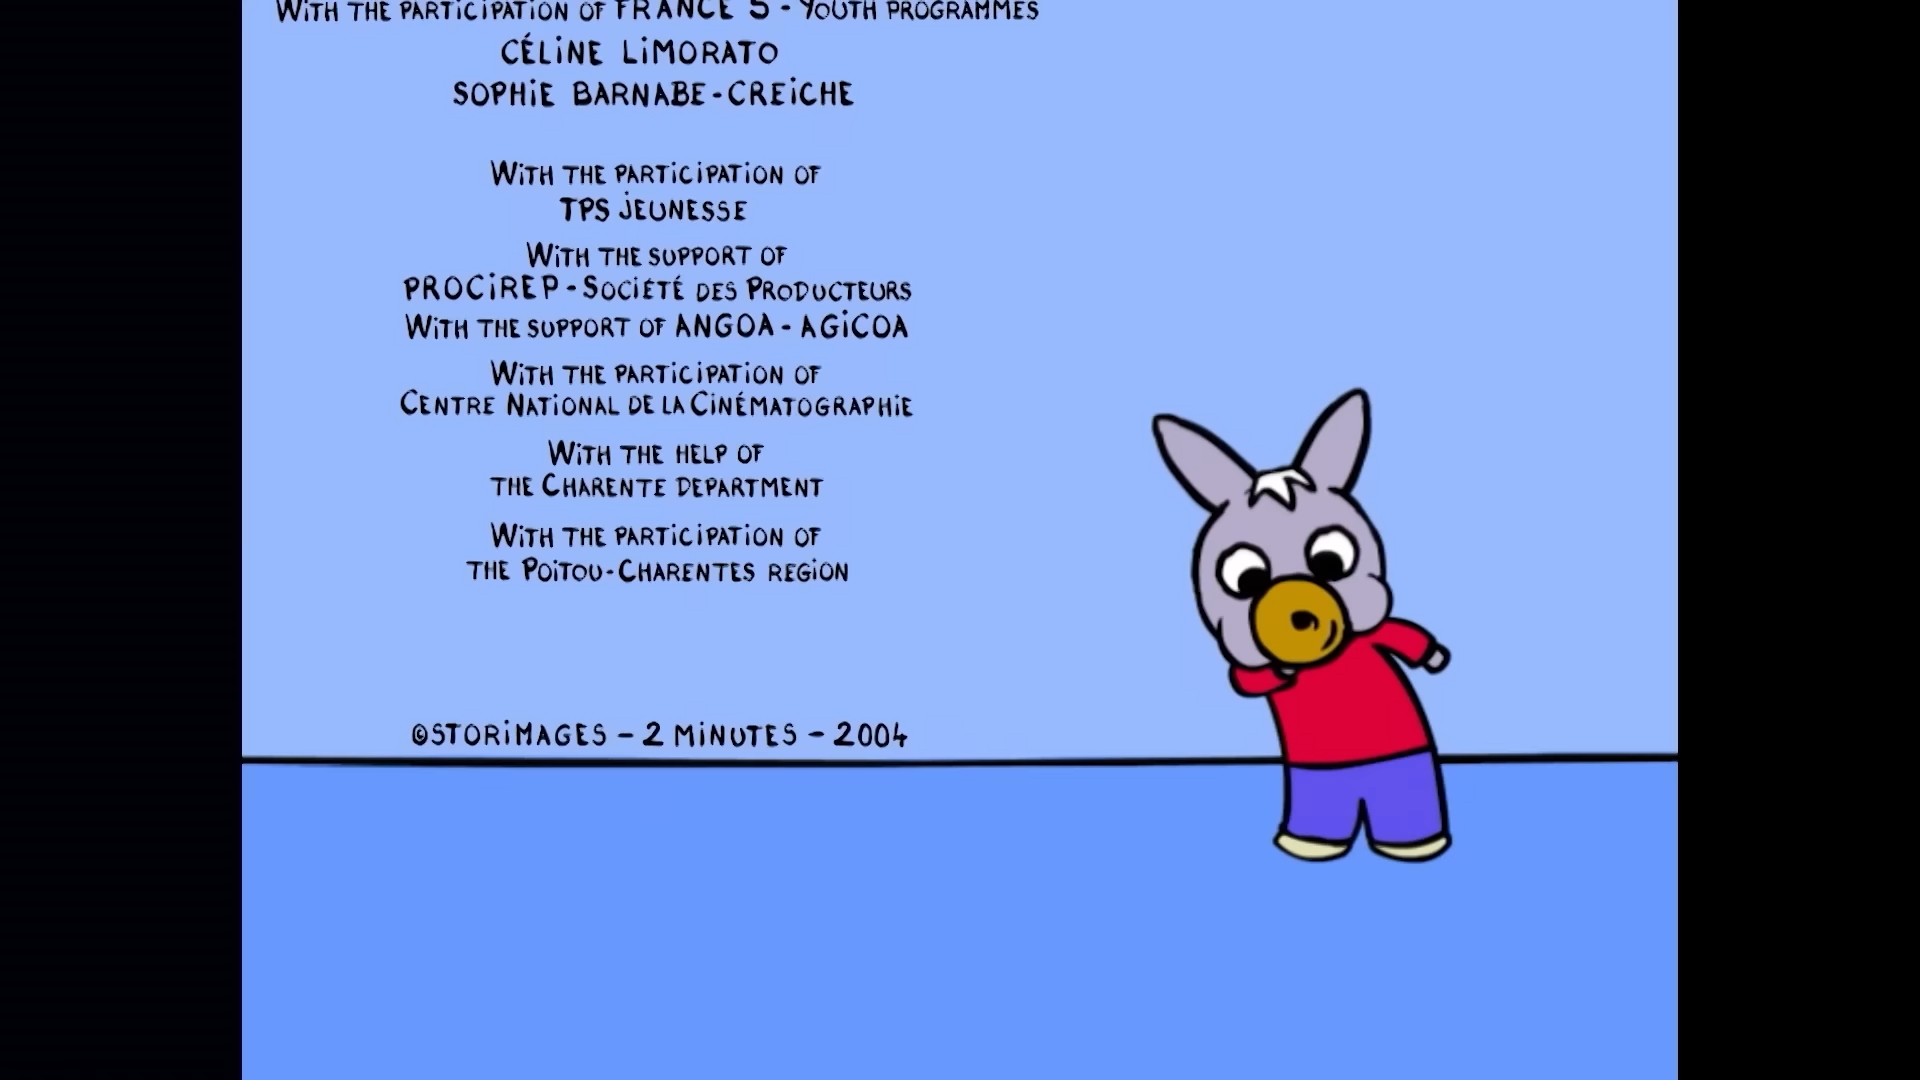 WiTH THE PARTiCiPATiON OF FRANCE 5 - YOUTH PROGRAMMES
CÉLiNE LiMORATO
SOPHiE BARNABE-CREiCHE
WiTH THE PARTiCiPATiON OF
TPS jEUNESSE
WiTH THE SUPPORT OF
PROCiREP - SOCiÉTÉ DES PRODUCTEURS
WiTH THE SUPPORT OF ANGOA - AGiCOA
WiTH THE PARTiCiPATiON OF
CENTRE NATiONAL DE LA CiNÉMATOGRAPHiE
WiTH THE HELP OF
THE CHARENTE DEPARTMENT
WiTH THE PARTiCiPATiON OF
THE POiTOU-CHARENTES REGiON
©STORiMAGES - 2 MiNUTES - 2004